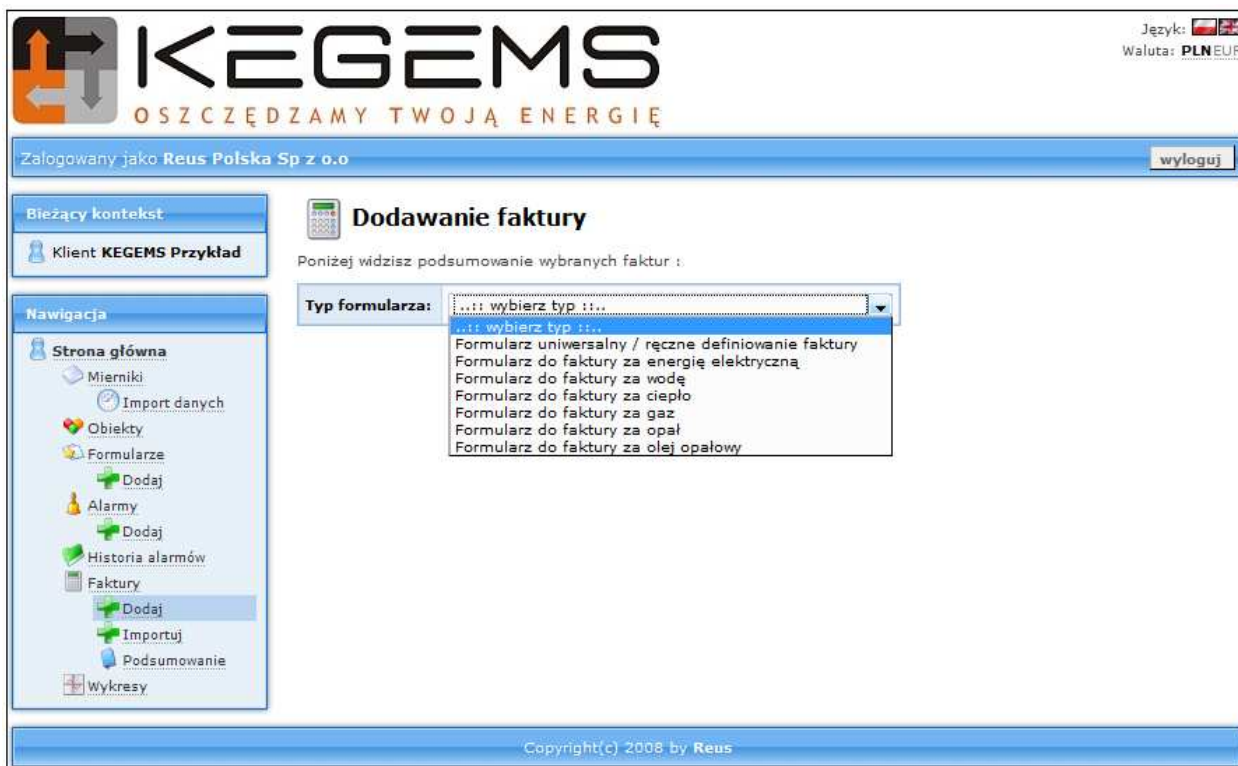 KEGEMS
OSZCZĘDZAMY TWOJĄ ENERGIĘ
Język:
Waluta: PLN EUR
Zalogowany jako Reus Polska Sp z o.o
wyloguj
Bieżący kontekst
Klient KEGEMS Przykład
Nawigacja
Strona główna
Mierniki
Import danych
Obiekty
Formularze
Dodaj
Alarmy
Dodaj
Historia alarmów
Faktury
Dodaj
Importuj
Podsumowanie
Wykresy
Dodawanie faktury
Poniżej widzisz podsumowanie wybranych faktur :
Typ formularza:
..:: wybierz typ ::..
..:: wybierz typ ::..
Formularz uniwersalny / ręczne definiowanie faktury
Formularz do faktury za energię elektryczną
Formularz do faktury za wodę
Formularz do faktury za ciepło
Formularz do faktury za gaz
Formularz do faktury za opał
Formularz do faktury za olej opałowy
Copyright(c) 2008 by Reus